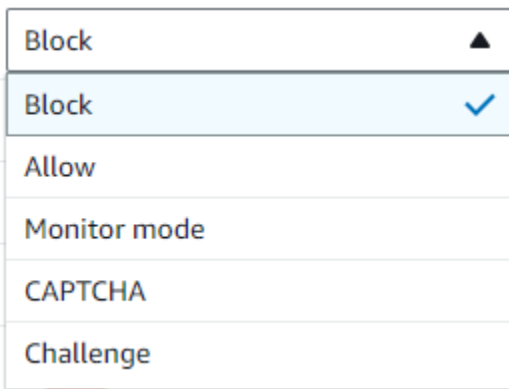 Block
Block
Allow
Monitor mode
CAPTCHA
Challenge